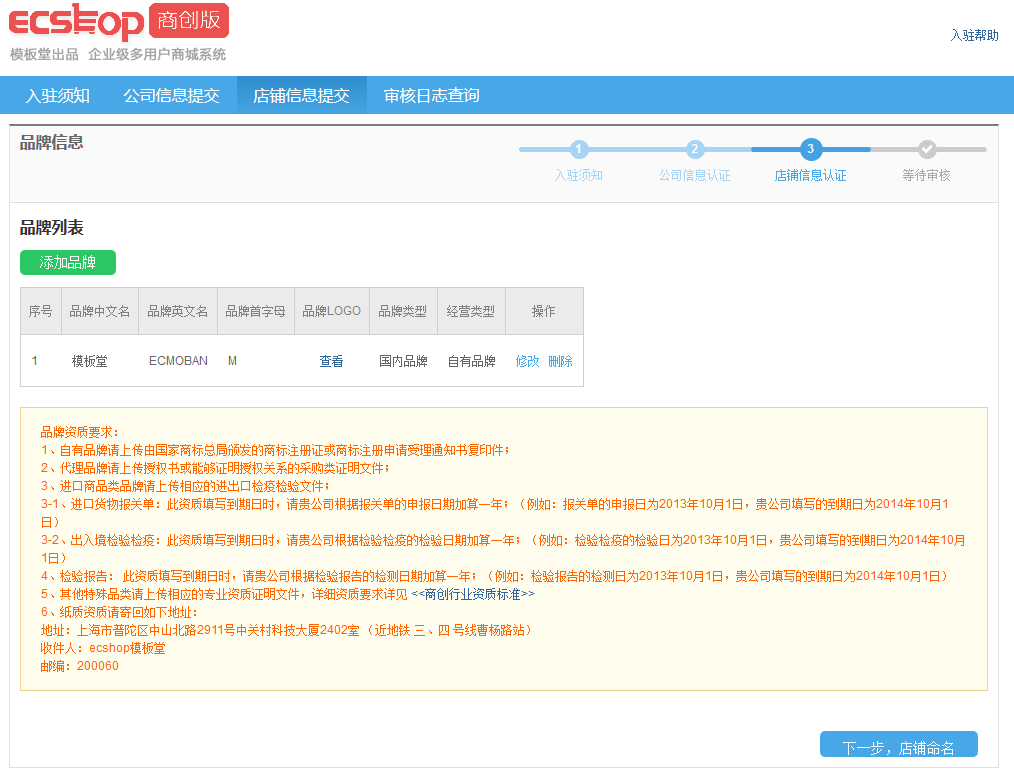 ecshop 商创版
模板堂出品 企业级多用户商城系统
入驻帮助
入驻须知 公司信息提交 店铺信息提交 审核日志查询
品牌信息
1 2 3
入驻须知 公司信息认证 店铺信息认证 等待审核
品牌列表
添加品牌
序号 品牌中文名 品牌英文名 品牌首字母 品牌LOGO 品牌类型 经营类型 操作
1 模板堂 ECMOBAN M 查看 国内品牌 自有品牌 修改 删除
品牌资质要求：
1、自有品牌请上传由国家商标总局颁发的商标注册证或商标注册申请受理通知书复印件；
2、代理品牌请上传授权书或能够证明授权关系的采购类证明文件；
3、进口商品类品牌请上传相应的进出口检疫检验文件；
3-1、进口货物报关单：此资质填写到期日时，请贵公司根据报关单的申报日期加算一年；（例如：报关单的申报日为2013年10月1日，贵公司填写的到期日为2014年10月1
日）
3-2、出入境检验检疫：此资质填写到期日时，请贵公司根据检验检疫的检验日期加算一年；（例如：检验检疫的检验日为2013年10月1日，贵公司填写的到期日为2014年10月
1日）
4、检验报告： 此资质填写到期日时，请贵公司根据检验报告的检测日期加算一年；（例如：检验报告的检测日为2013年10月1日，贵公司填写的到期日为2014年10月1日）
5、其他特殊品类请上传相应的专业资质证明文件，详细资质要求详见 <<商创行业资质标准>>
6、纸质资质请寄回如下地址：
地址：上海市普陀区中山北路2911号中关村科技大厦2402室 （近地铁 三、四 号线曹杨路站）
收件人：ecshop模板堂
邮编：200060
下一步，店铺命名